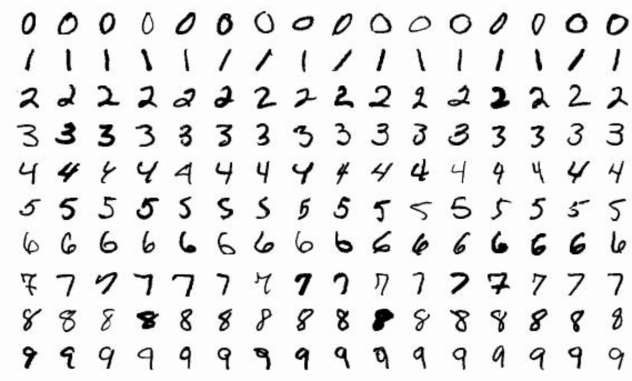 0 0 0 0 0 0 0 0 0 0 0 0 0 0 0 0
1 1 1 1 1 1 1 1 1 1 1 1 1 1 1 1
2 2 2 2 2 2 2 2 2 2 2 2 2 2 2 2
3 3 3 3 3 3 3 3 3 3 3 3 3 3 3 3
4 4 4 4 4 4 4 4 4 4 4 4 4 4 4 4
5 5 5 5 5 5 5 5 5 5 5 5 5 5 5 5
6 6 6 6 6 6 6 6 6 6 6 6 6 6 6 6
7 7 7 7 7 7 7 7 7 7 7 7 7 7 7 7
8 8 8 8 8 8 8 8 8 8 8 8 8 8 8 8
9 9 9 9 9 9 9 9 9 9 9 9 9 9 9 9